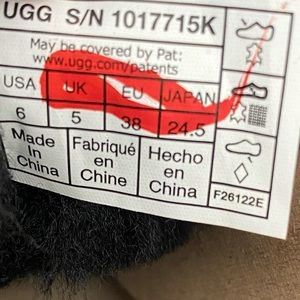 UGG S/N 1017715K
May be covered by Pat:
www.ugg.com/patents
USA UK EU JAPAN
6 5 38 24.5
Made in China
Fabriqué en Chine
Hecho en China
F26122E